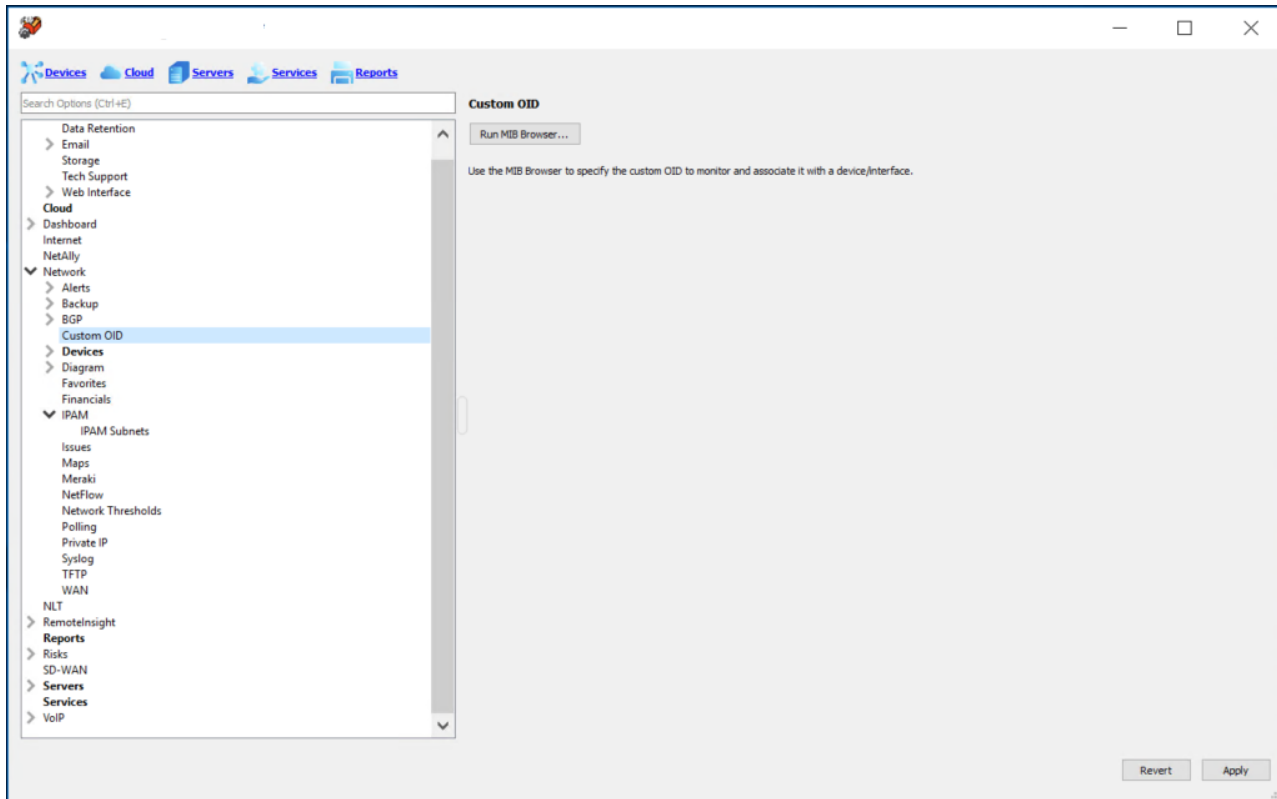 Devices Cloud Servers Services Reports
Search Options (Ctrl+E)
Data Retention
Email
Storage
Tech Support
Web Interface
Cloud
Dashboard
Internet
NetAlly
Network
Alerts
Backup
BGP
Custom OID
Devices
Diagram
Favorites
Financials
IPAM
IPAM Subnets
Issues
Maps
Meraki
NetFlow
Network Thresholds
Polling
Private IP
Syslog
TFTP
WAN
NLT
RemoteInsight
Reports
Risks
SD-WAN
Servers
Services
VoIP
Custom OID
Run MIB Browser...
Use the MIB Browser to specify the custom OID to monitor and associate it with a device/interface.
Revert Apply